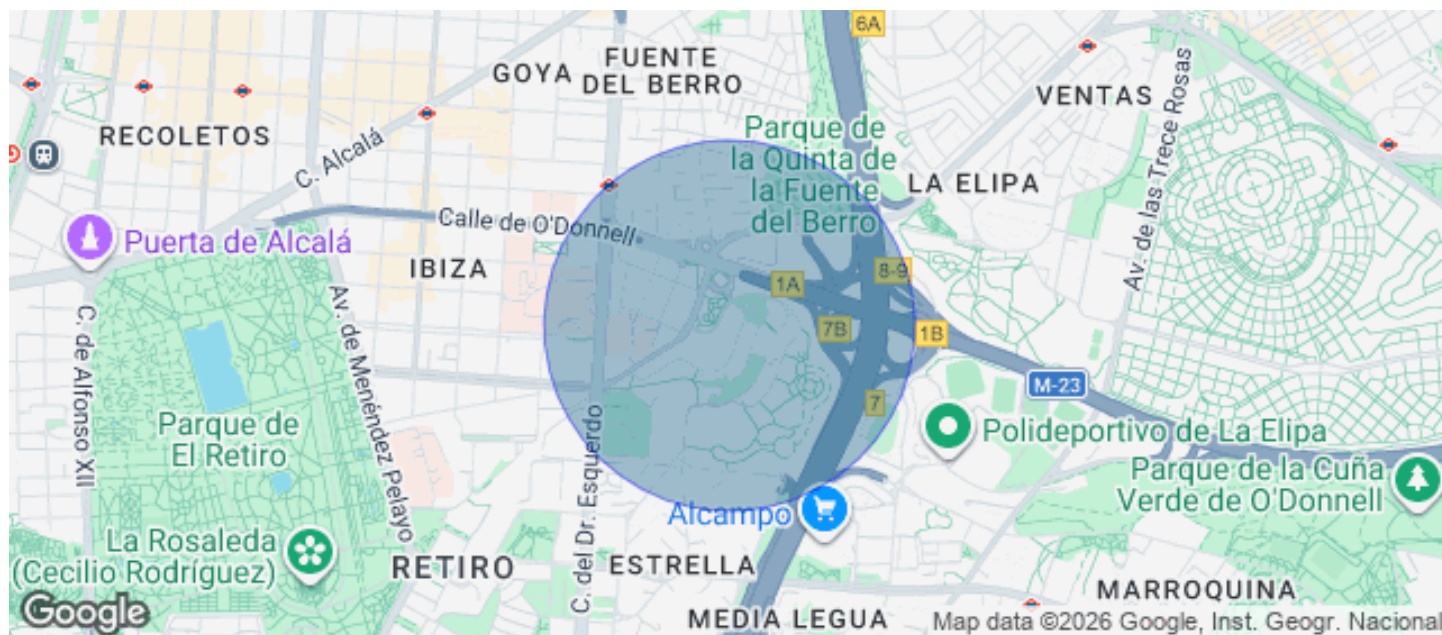 6A
FUENTE
DEL BERRO
GOYA
VENTAS
RECOLETOS
C. Alcalá
Parque de
la Quinta de
la Fuente
del Berro
LA ELIPA
Av. de las Trece Rosas
Puerta de Alcalá
Calle de O'Donnell
IBIZA
8-9
1A
7B
1B
C. de Alfonso XII
Av. de Menéndez Pelayo
M-23
7
Parque de
El Retiro
Polideportivo de La Elipa
C. del Dr. Esquerdo
Parque de la Cuña
Verde de O'Donnell
Alcampo
La Rosaleda
(Cecilio Rodríguez)
RETIRO
ESTRELLA
MARROQUINA
MEDIA LEGUA
Google
Map data ©2026 Google, Inst. Geogr. Nacional